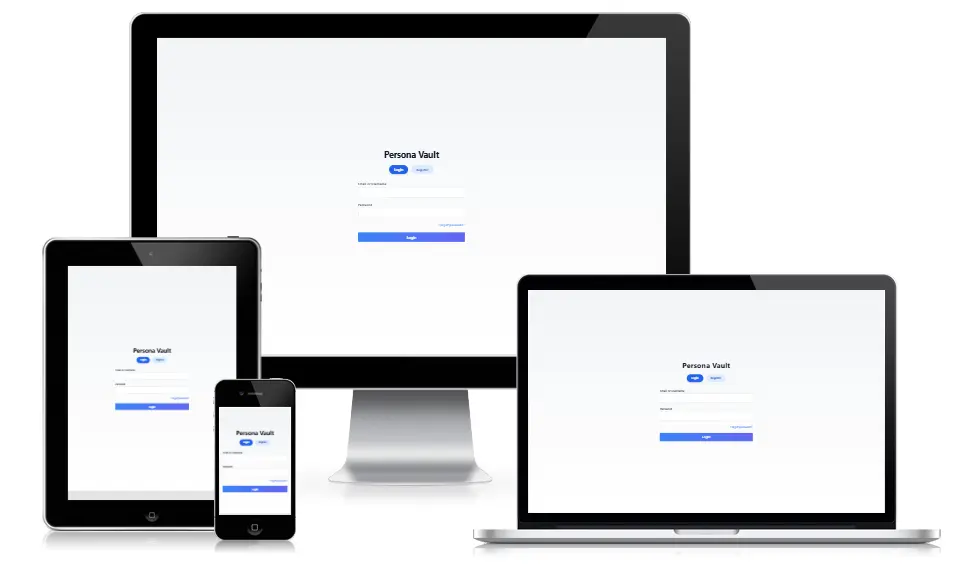 Persona Vault
Login Register
Email or Username
Password
Forgot password?
Login
Persona Vault
Login Register
Email or Username
Password
Forgot password?
Login
Persona Vault
Login Register
Email or Username
Password
Forgot password?
Login
Persona Vault
Login Register
Email or Username
Password
Forgot password?
Login